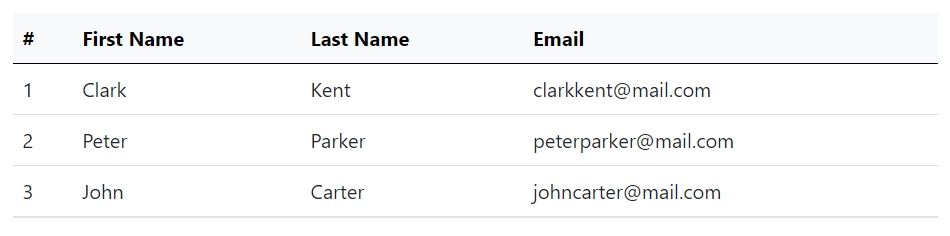 # First Name Last Name Email
1 Clark Kent clarkkent@mail.com
2 Peter Parker peterparker@mail.com
3 John Carter johncarter@mail.com